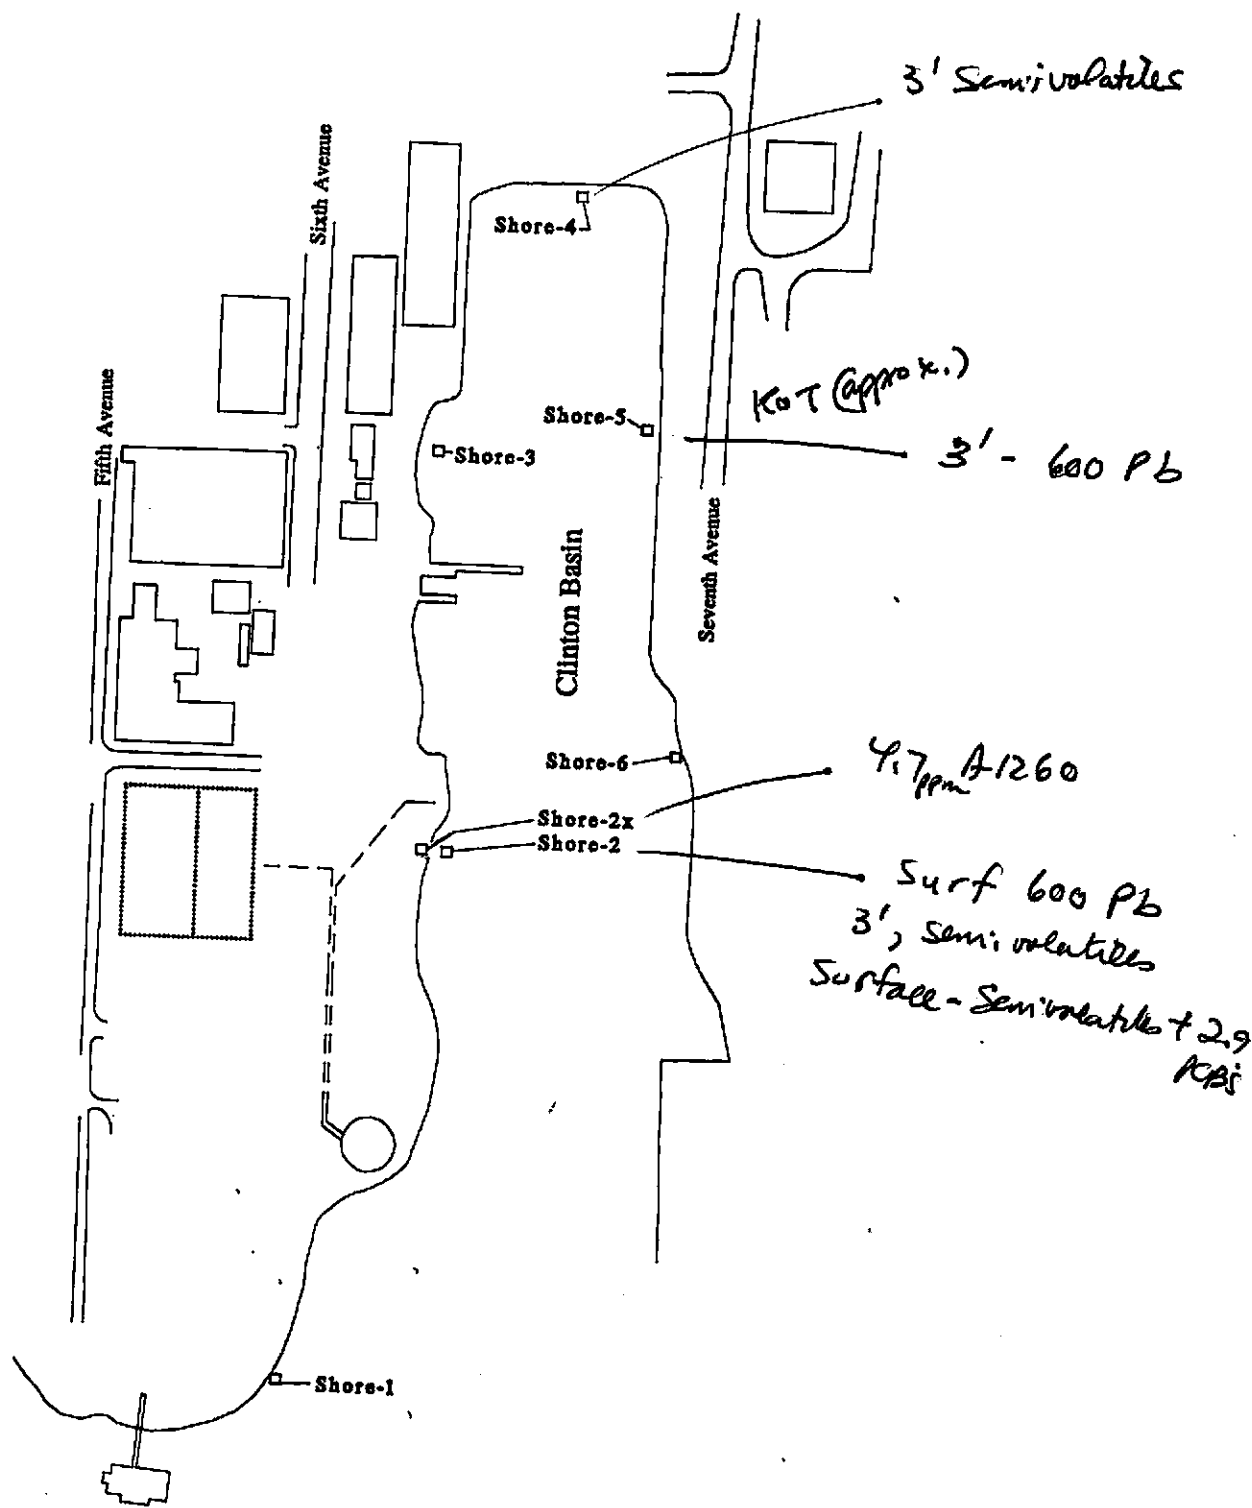 3' Semivolatiles
Sixth Avenue
Shore-4
Fifth Avenue
(approx.)
Shore-5
Shore-3
3' - 600 Pb
Clinton Basin
Seventh Avenue
Shore-6
4.7 ppm A-1260
Shore-2x
Shore-2
Surf 600 Pb
3', semivolatiles
Surface - Semivolatiles + 2.9
PCBs
Shore-1